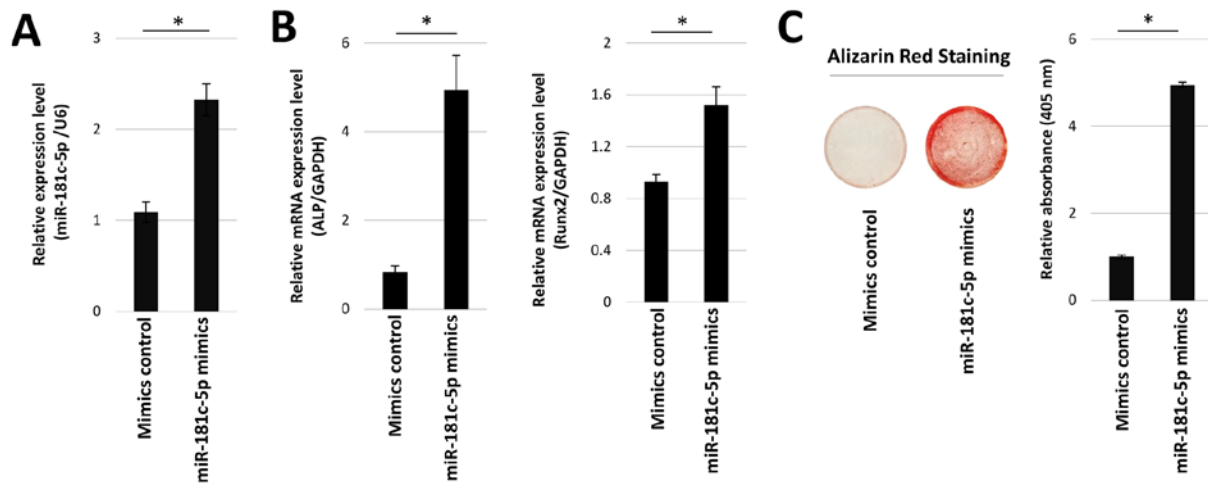 A
Relative expression level
(miR-181c-5p /U6)
3
2
1
0
*
Mimics control
miR-181c-5p mimics
B
Relative mRNA expression level
(ALP/GAPDH)
6
4
2
0
*
Mimics control
miR-181c-5p mimics
Relative mRNA expression level
(Runx2/GAPDH)
2
1.6
1.2
0.8
0.4
0
*
Mimics control
miR-181c-5p mimics
C
Alizarin Red Staining
Mimics control
miR-181c-5p mimics
Relative absorbance (405 nm)
6
4
2
0
*
Mimics control
miR-181c-5p mimics